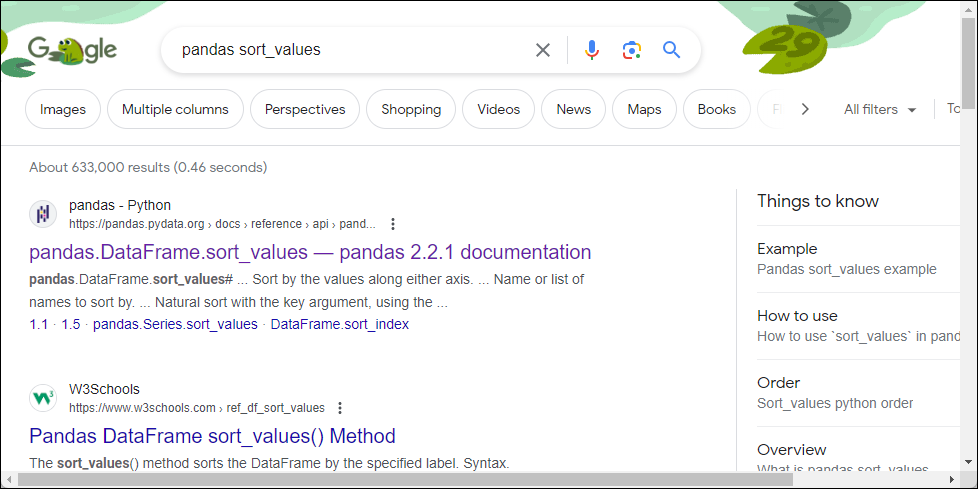 Google
29
pandas sort_values
Images
Multiple columns
Perspectives
Shopping
Videos
News
Maps
Books
All filters
About 633,000 results (0.46 seconds)
pandas - Python
https://pandas.pydata.org › docs › reference › api › pand...
pandas.DataFrame.sort_values — pandas 2.2.1 documentation
pandas.DataFrame.sort_values# ... Sort by the values along either axis. ... Name or list of
names to sort by. ... Natural sort with the key argument, using the ...
1.1 · 1.5 · pandas.Series.sort_values · DataFrame.sort_index
W3Schools
https://www.w3schools.com › ref_df_sort_values
Pandas DataFrame sort_values() Method
The sort_values() method sorts the DataFrame by the specified label. Syntax.
Things to know
Example
Pandas sort_values example
How to use
How to use `sort_values` in pand
Order
Sort_values python order
Overview
What is pandas sort_values